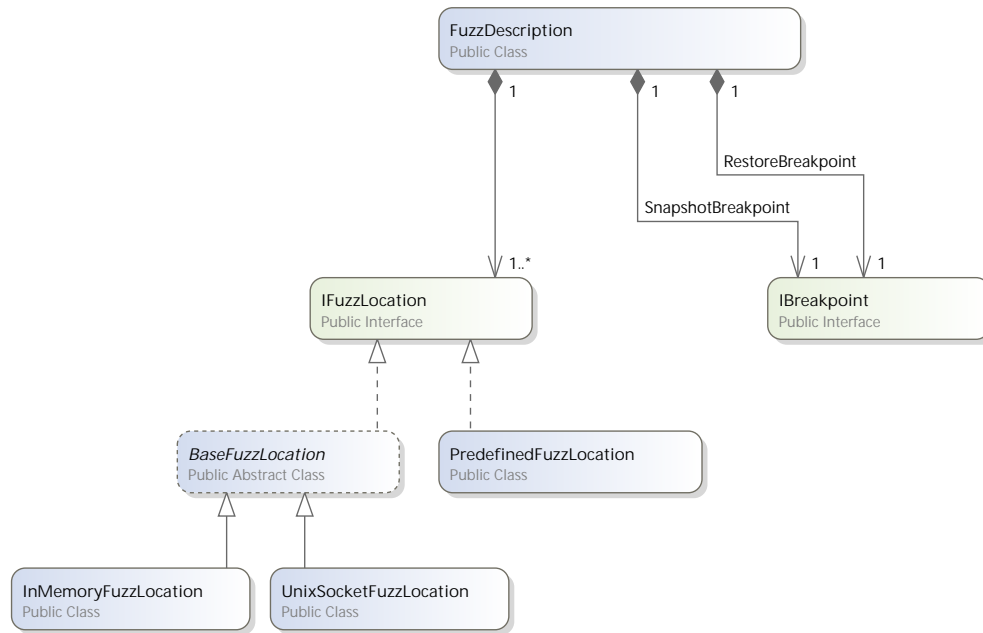 FuzzDescription
Public Class
1
1
1
RestoreBreakpoint
SnapshotBreakpoint
1..*
1
1
IFuzzLocation
Public Interface
IBreakpoint
Public Interface
BaseFuzzLocation
Public Abstract Class
PredefinedFuzzLocation
Public Class
InMemoryFuzzLocation
Public Class
UnixSocketFuzzLocation
Public Class